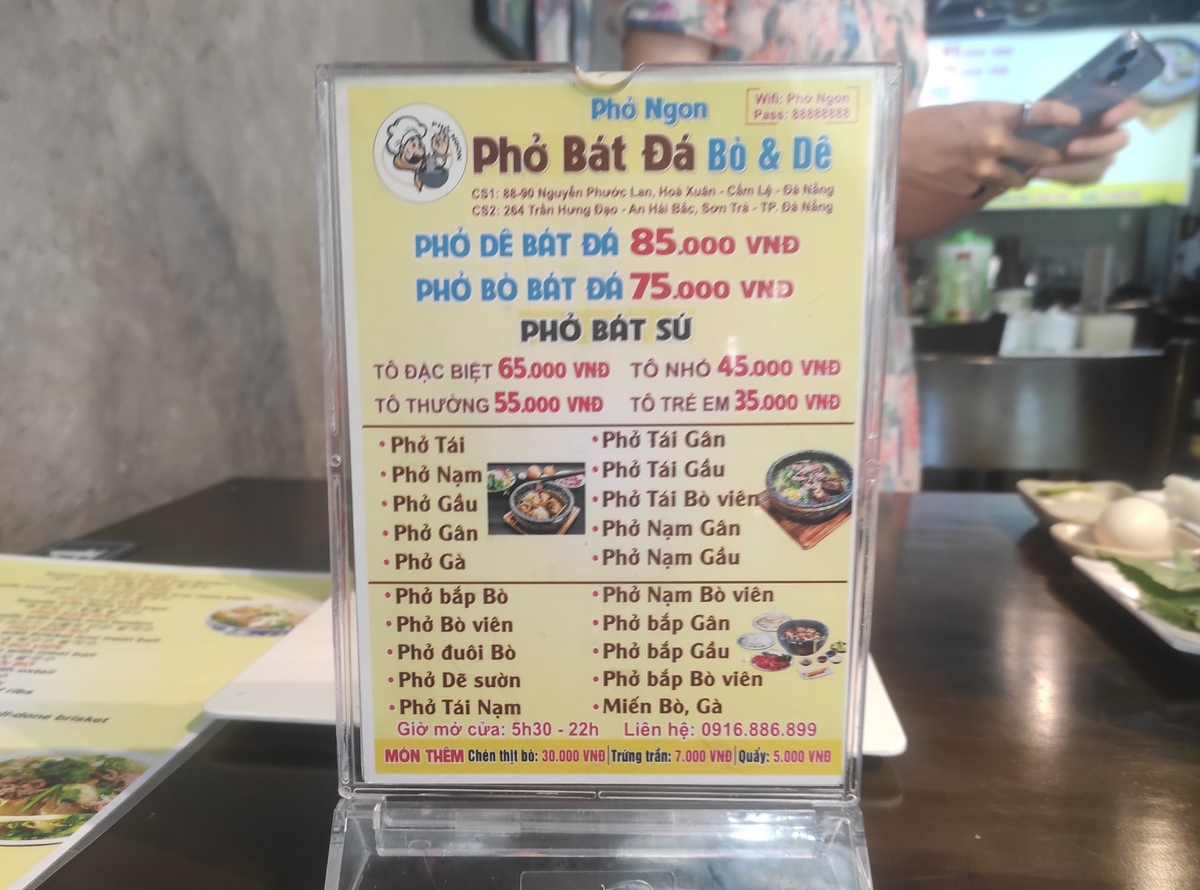 Phở Ngon
Wifi: Phở Ngon
Pass: 88888888
PHỞ NGON
Phở Bát Đá Bò & Dê
CS1: 88-90 Nguyễn Phước Lan, Hoà Xuân - Cẩm Lệ - Đà Nẵng
CS2: 264 Trần Hưng Đạo - An Hải Bắc, Sơn Trà - TP. Đà Nẵng
PHỞ DÊ BÁT ĐÁ 85.000 VNĐ
PHỞ BÒ BÁT ĐÁ 75.000 VNĐ
PHỞ BÁT SỨ
TÔ ĐẶC BIỆT 65.000 VNĐ TÔ NHỎ 45.000 VNĐ
TÔ THƯỜNG 55.000 VNĐ TÔ TRẺ EM 35.000 VNĐ
• Phở Tái
• Phở Nạm
• Phở Gầu
• Phở Gân
• Phở Gà
• Phở Tái Gân
• Phở Tái Gầu
• Phở Tái Bò viên
• Phở Nạm Gân
• Phở Nạm Gầu
• Phở bắp Bò
• Phở Bò viên
• Phở đuôi Bò
• Phở Dẽ sườn
• Phở Tái Nạm
• Phở Nạm Bò viên
• Phở bắp Gân
• Phở bắp Gầu
• Phở bắp Bò viên
• Miến Bò, Gà
Giờ mở cửa: 5h30 - 22h Liên hệ: 0916.886.899
MÓN THÊM Chén thịt bò: 30.000 VNĐ | Trứng trần: 7.000 VNĐ | Quẩy: 5.000 VNĐ
brisket